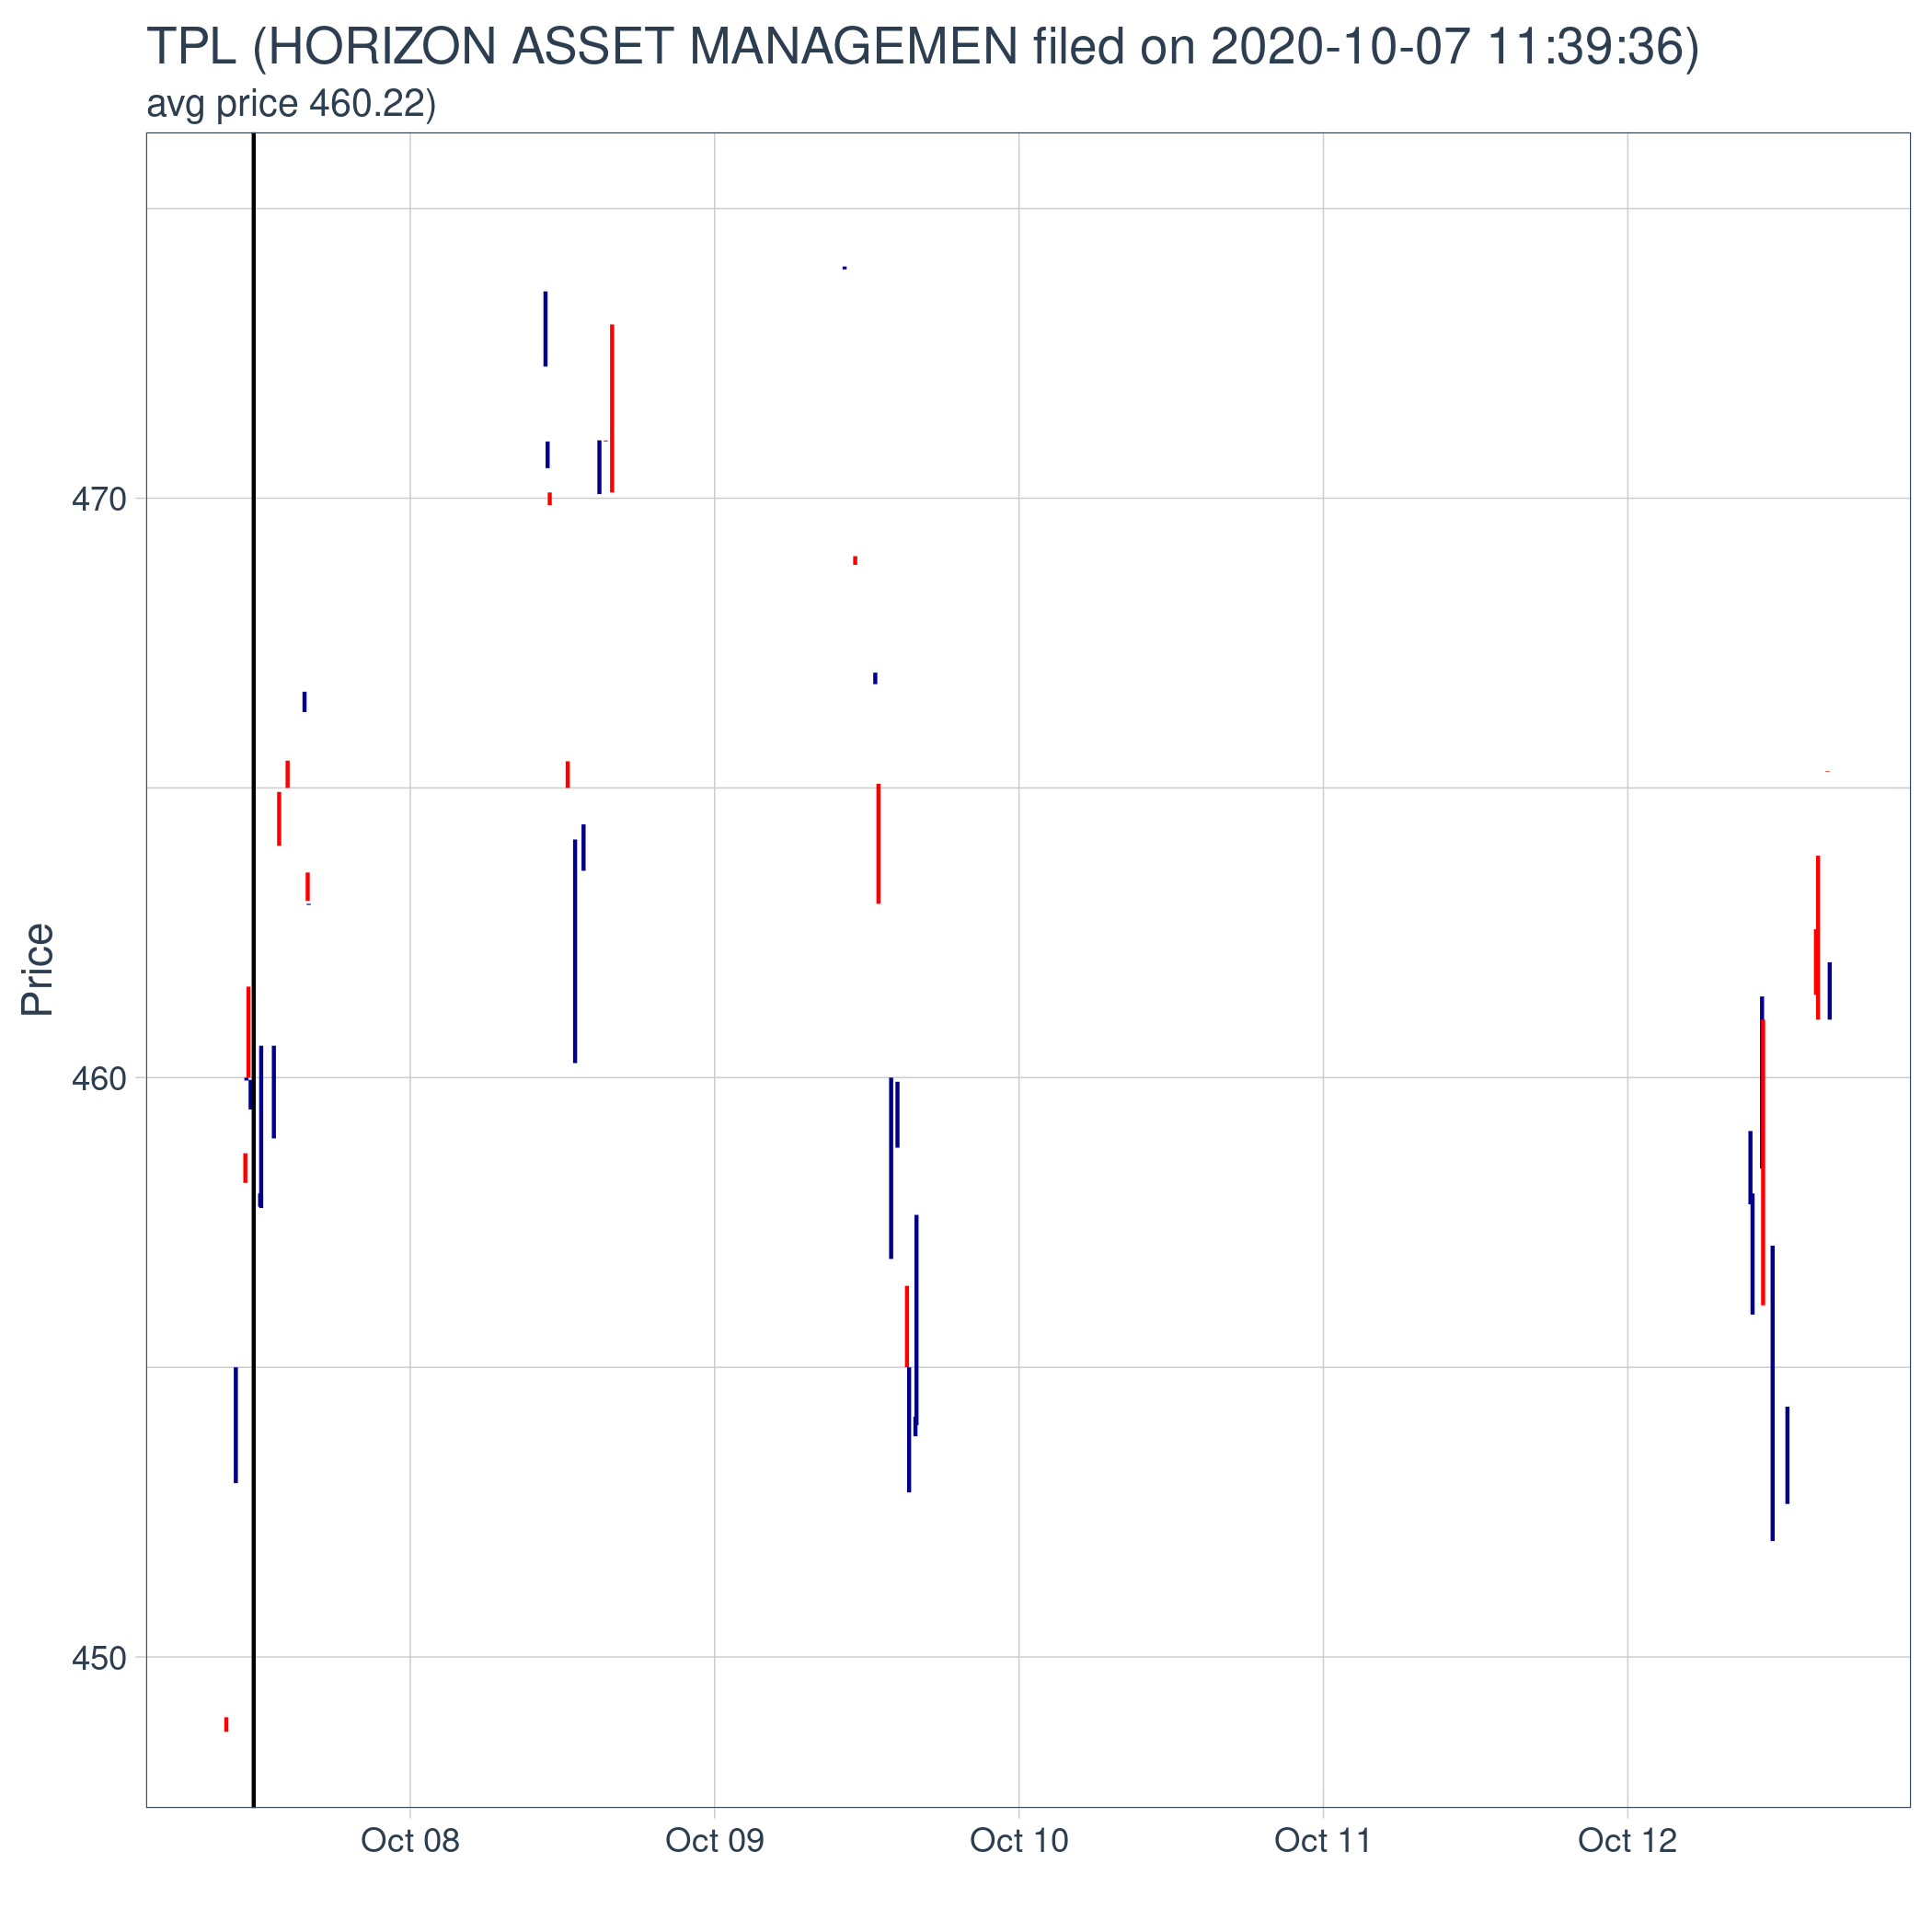 TPL (HORIZON ASSET MANAGEMEN filed on 2020-10-07 11:39:36)
avg price 460.22)
Price
470
460
450
Oct 08
Oct 09
Oct 10
Oct 11
Oct 12